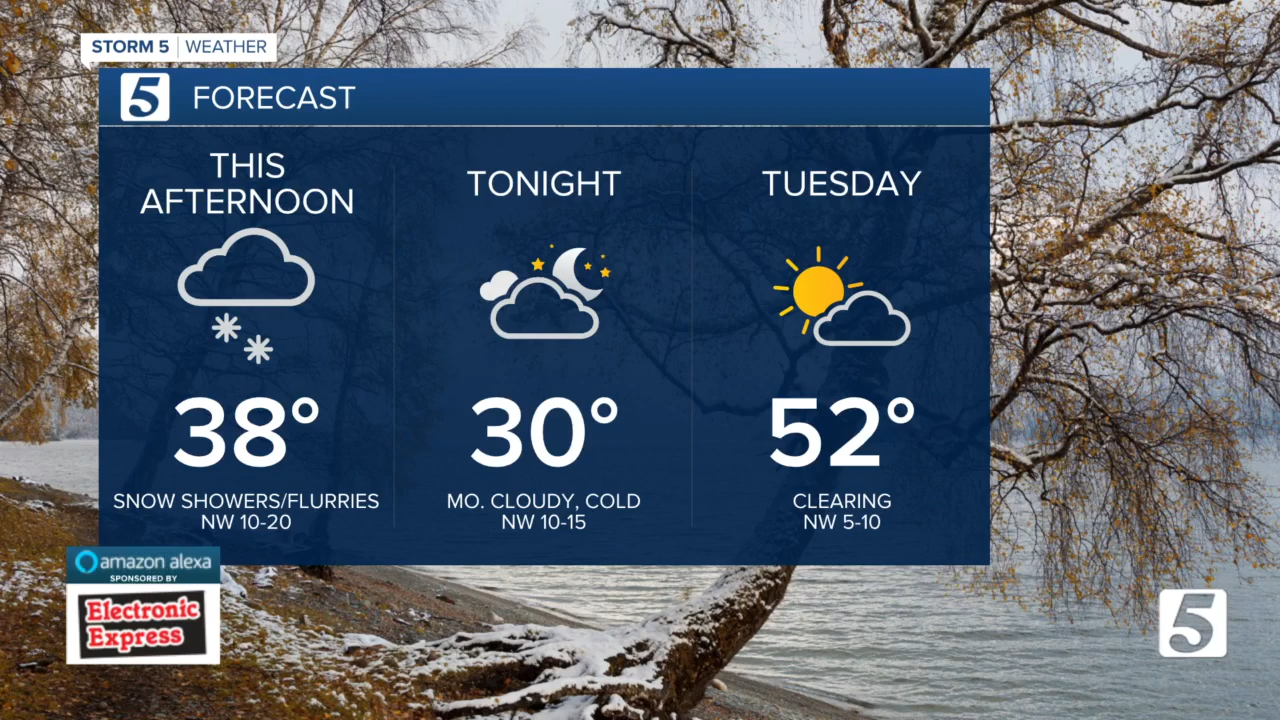 STORM 5 | WEATHER
5 FORECAST
THIS
AFTERNOON
38°
SNOW SHOWERS/FLURRIES
NW 10-20
TONIGHT
30°
MO. CLOUDY, COLD
NW 10-15
TUESDAY
52°
CLEARING
NW 5-10
amazon alexa
SPONSORED BY
Electronic
Express
5